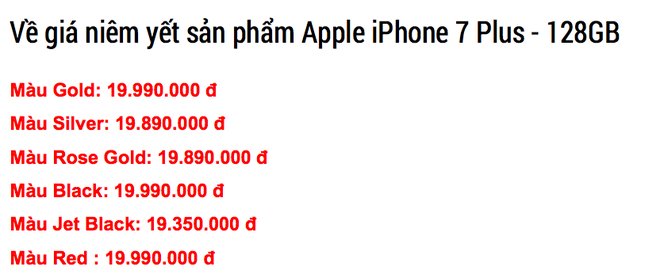 Về giá niêm yết sản phẩm Apple iPhone 7 Plus - 128GB
Màu Gold: 19.990.000 đ
Màu Silver: 19.890.000 đ
Màu Rose Gold: 19.890.000 đ
Màu Black: 19.990.000 đ
Màu Jet Black: 19.350.000 đ
Màu Red : 19.990.000 đ